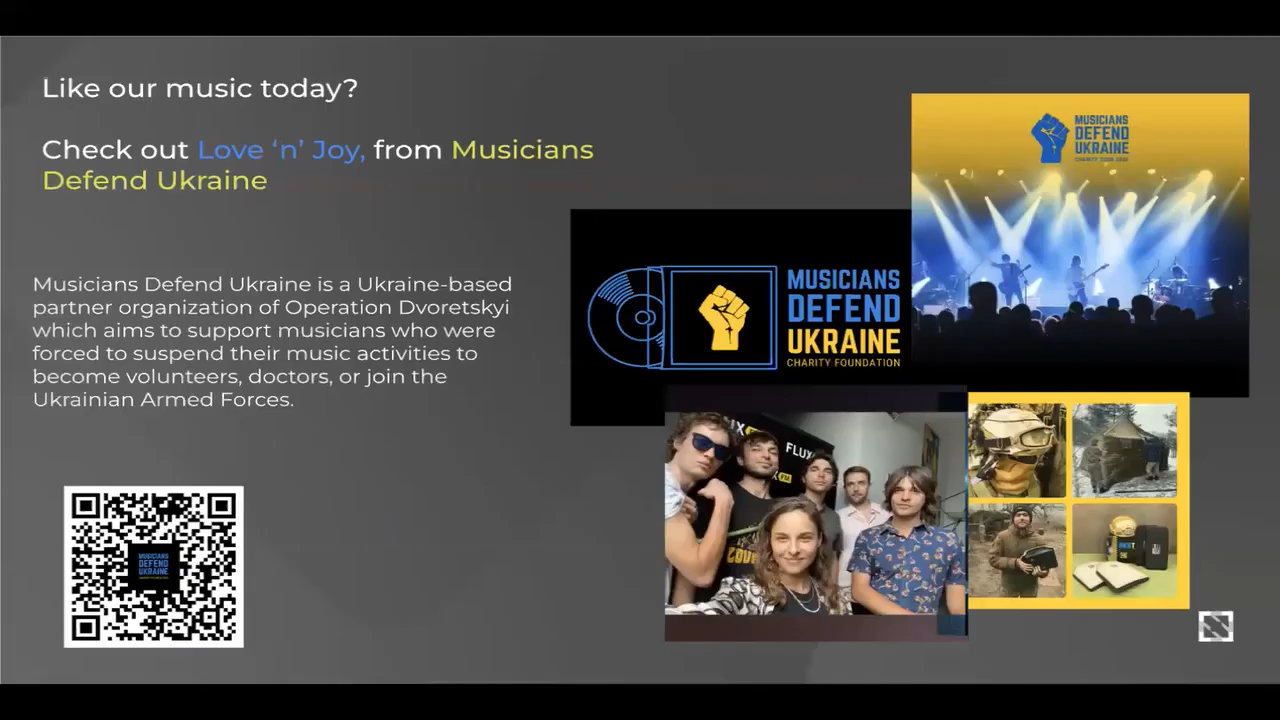 Like our music today?
Check out Love ‘n’ Joy, from Musicians
Defend Ukraine
Musicians Defend Ukraine is a Ukraine-based
partner organization of Operation Dvoretskyi
which aims to support musicians who were
forced to suspend their music activities to
become volunteers, doctors, or join the
Ukrainian Armed Forces.
MUSICIANS
DEFEND
UKRAINE
CHARITY FOUNDATION
MUSICIANS
DEFEND
UKRAINE
FLUX
FM
MUSICIANS
DEFEND
UKRAINE